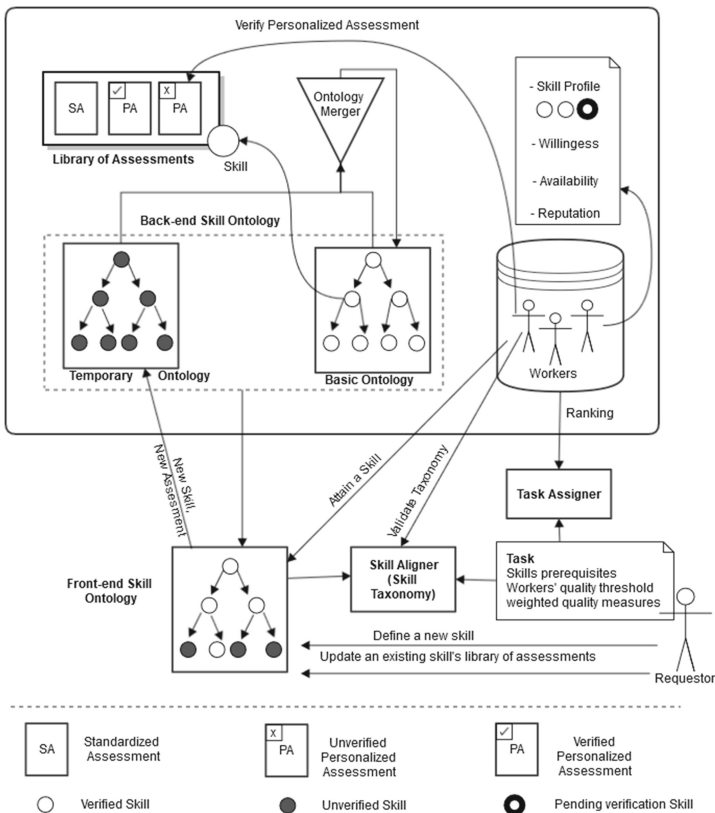 Verify Personalized Assessment
SA
PA
x
PA
Library of Assessments
Skill
Ontology
Merger
- Skill Profile
- Willingess
- Availability
- Reputation
Back-end Skill Ontology
Temporary Ontology
Basic Ontology
Workers
Ranking
New Skill,
New Assesment
Attain a Skill
Validate Taxonomy
Task Assigner
Front-end Skill
Ontology
Skill Aligner
(Skill
Taxonomy)
Task
Skills prerequisites
Workers' quality threshold
weighted quality measures
Define a new skill
Update an existing skill's library of assessments
Requestor
SA
Standardized
Assessment
x
PA
Unverified
Personalized
Assessment
PA
Verified
Personalized
Assessment
Verified Skill
Unverified Skill
Pending verification Skill